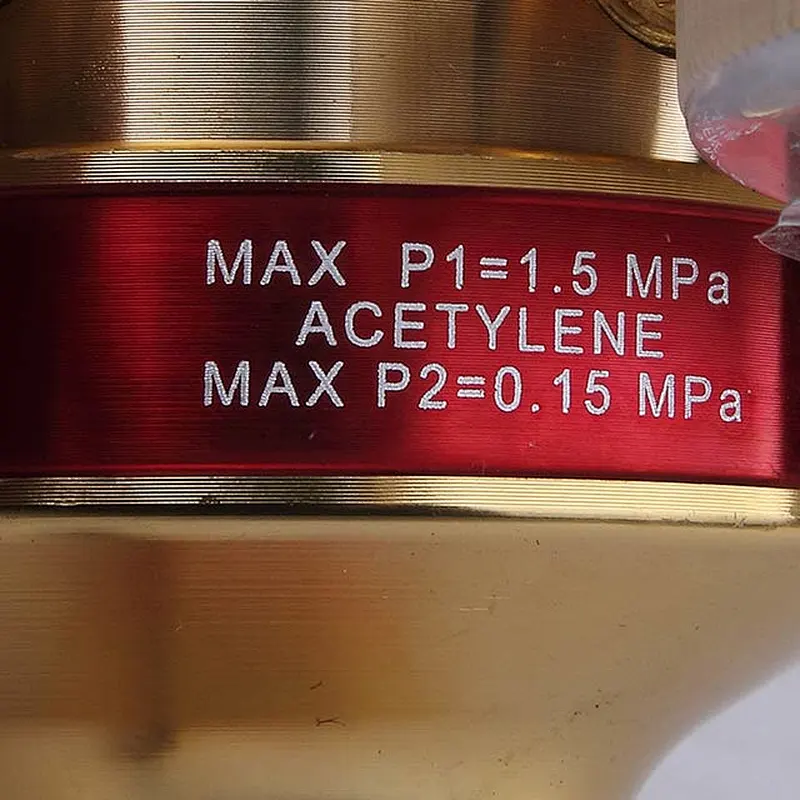 MAX P1=1.5 MPa
ACETYLENE
MAX P2=0.15 MPa